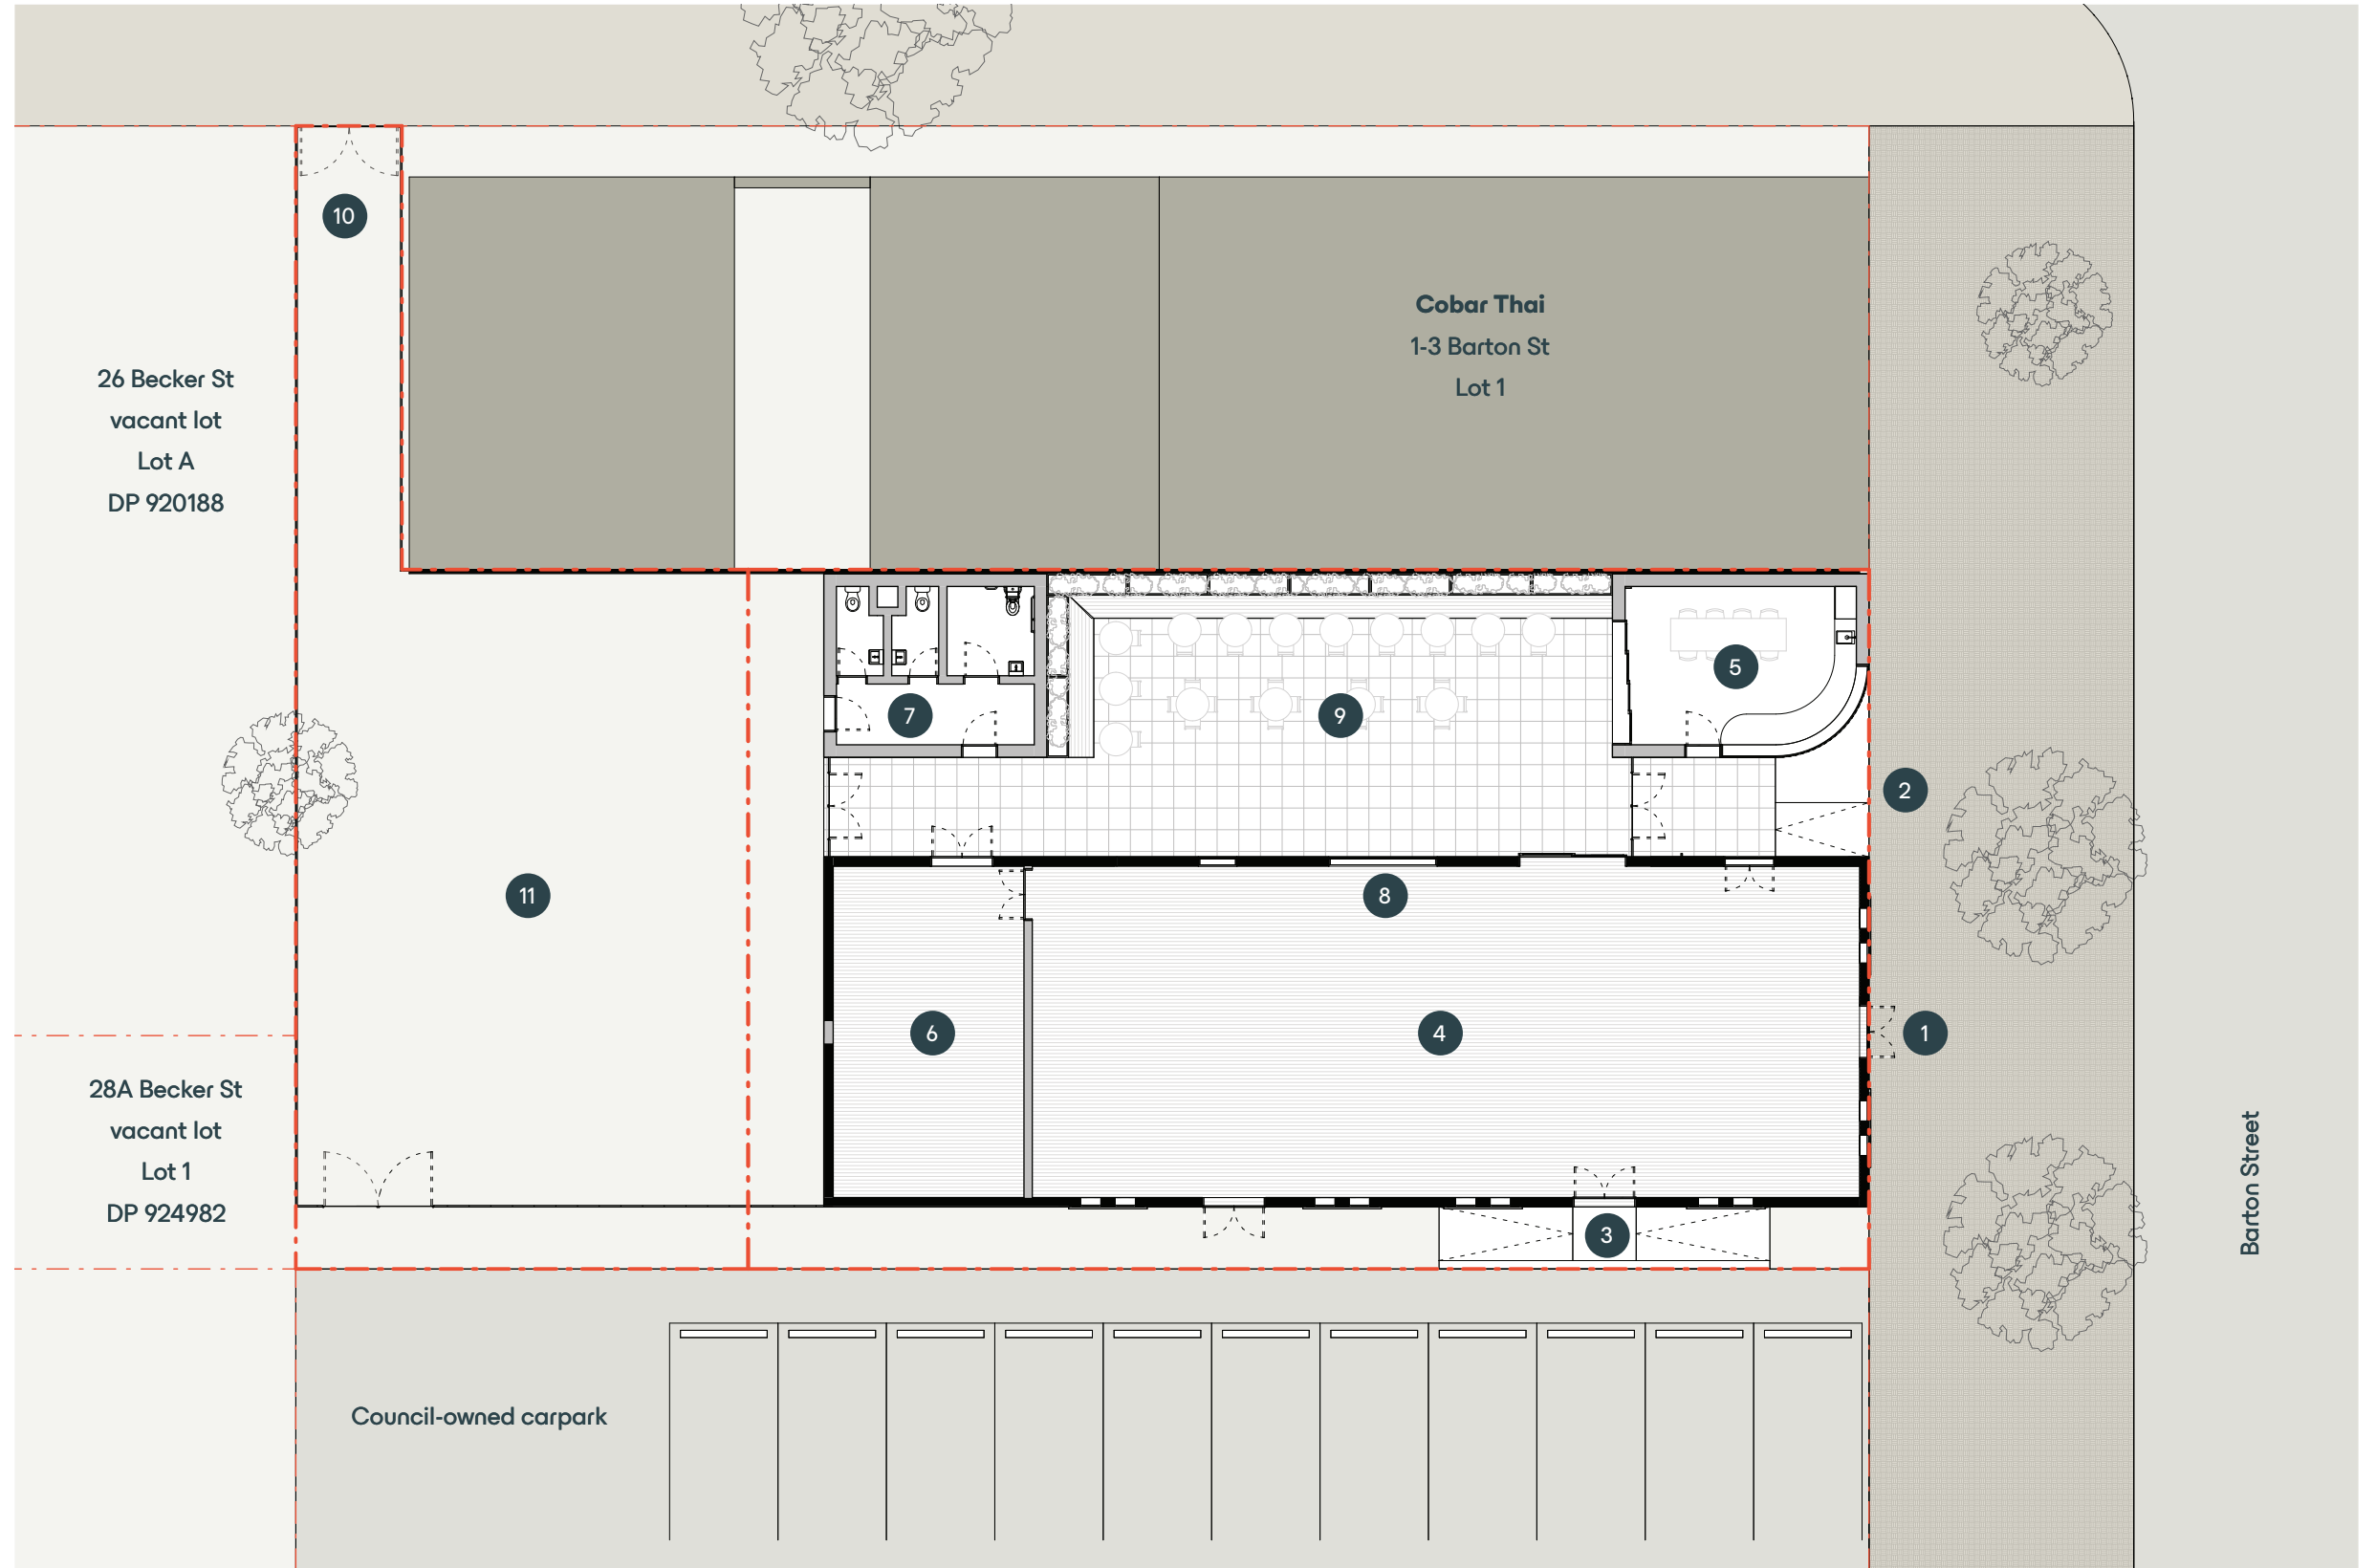 10
Cobar Thai
1-3 Barton St
Lot 1
26 Becker St
vacant lot
Lot A
DP 920188
5
7
9
2
11
8
6
4
1
28A Becker St
vacant lot
Lot 1
DP 924982
3
Barton Street
Council-owned carpark